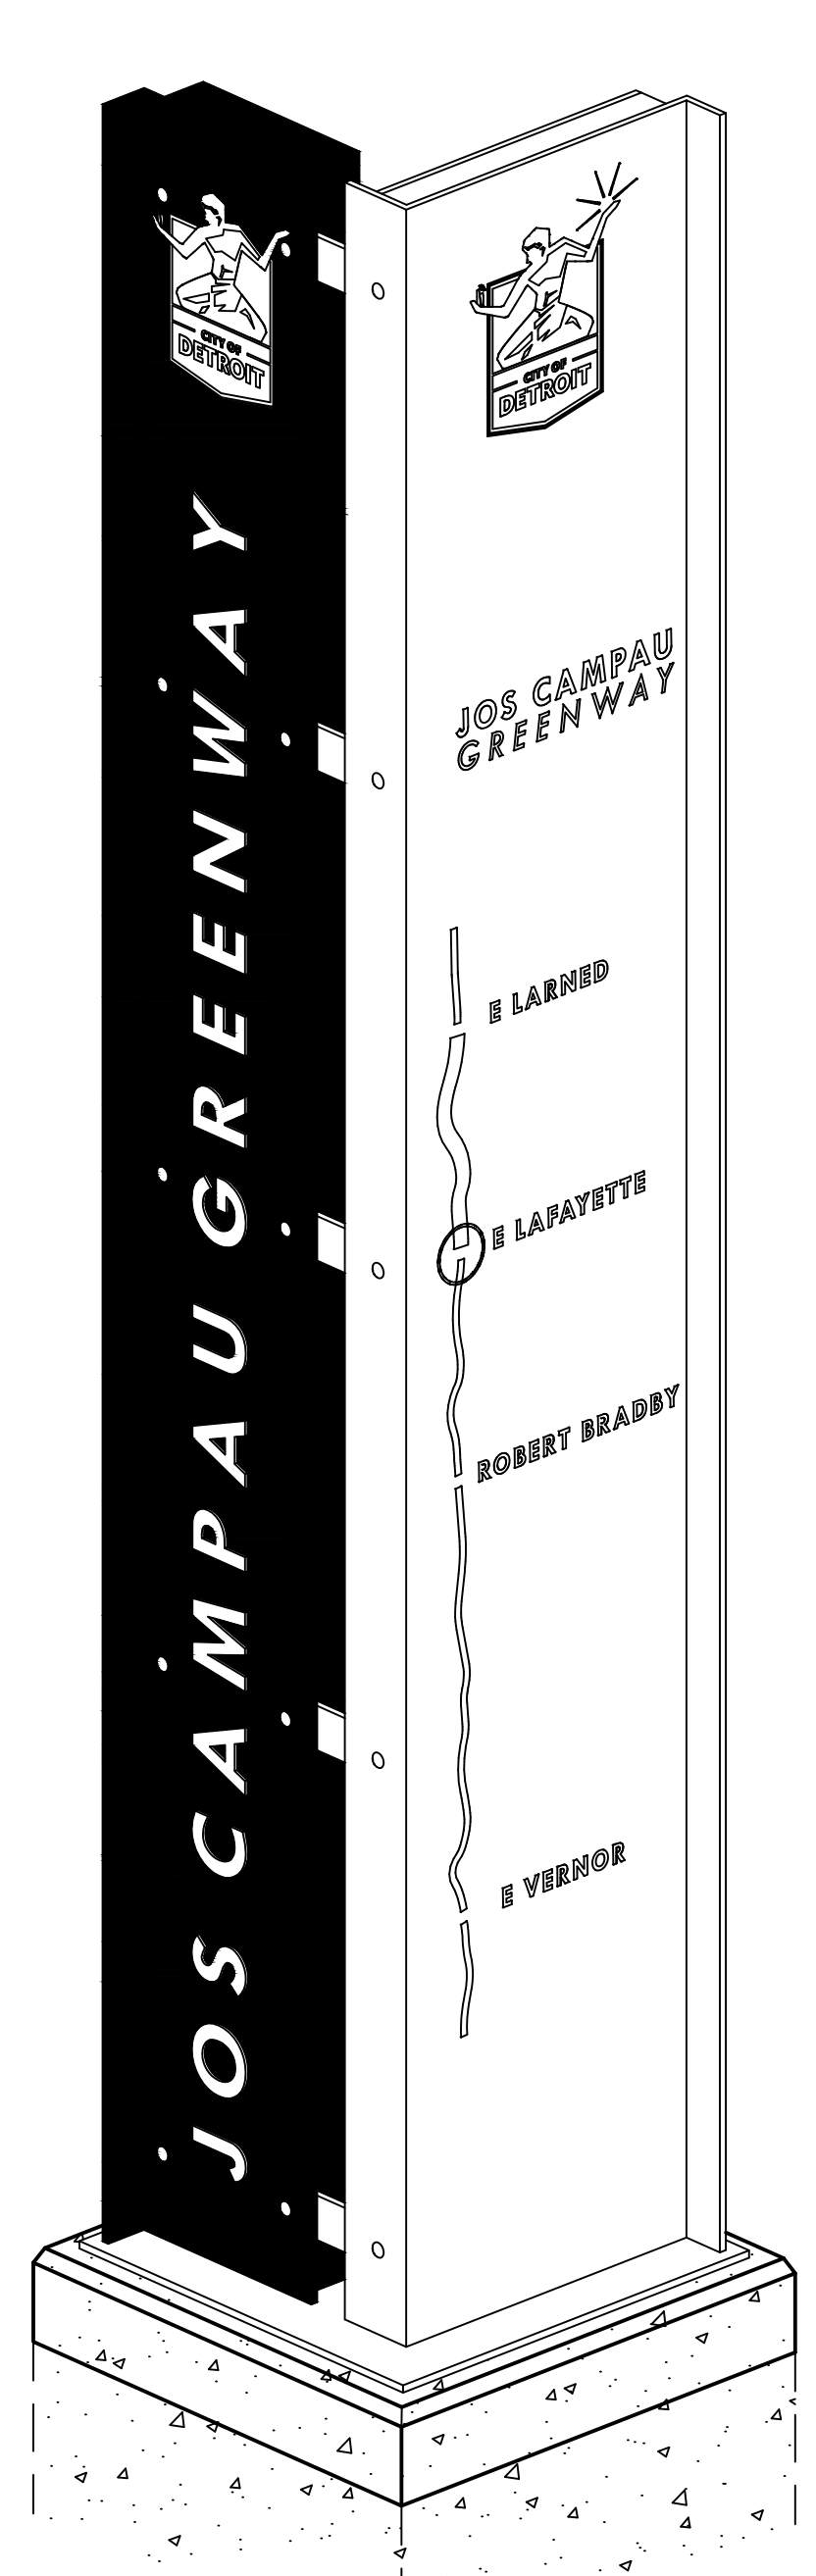 CITY OF
DETROIT
JOS CAMPAU GREENWAY
CITY OF
DETROIT
JOS CAMPAU
GREENWAY
E LARNED
E LAFAYETTE
ROBERT BRADBY
E VERNOR